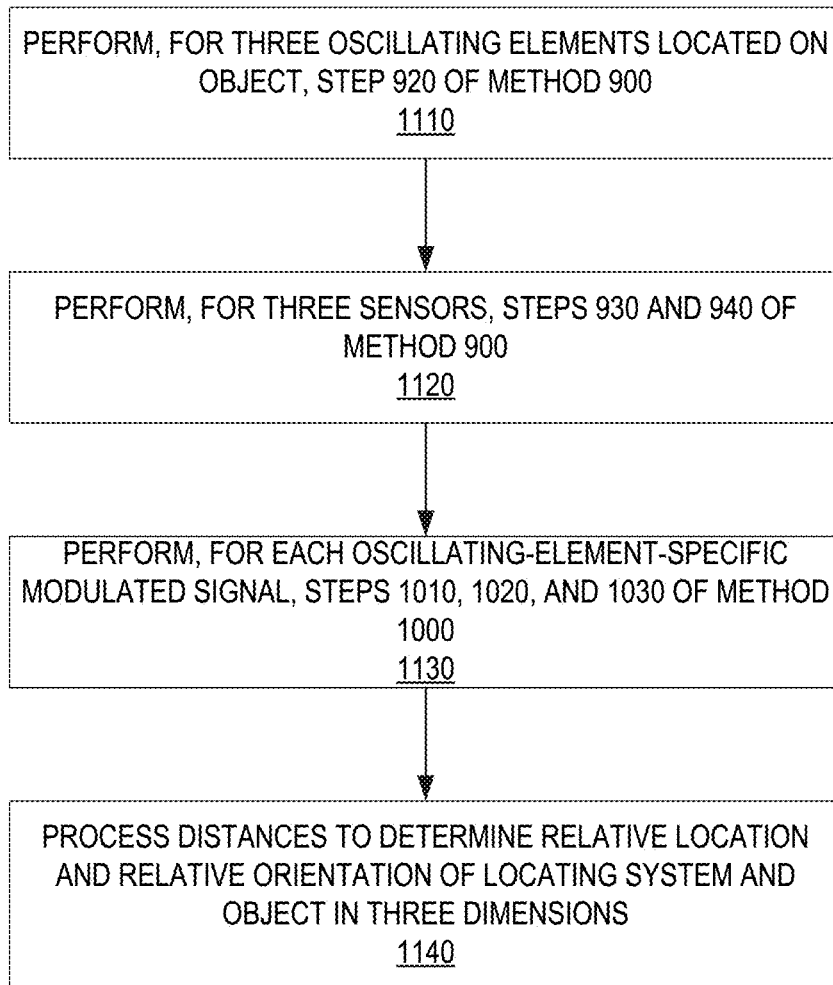 PERFORM, FOR THREE OSCILLATING ELEMENTS LOCATED ON
OBJECT, STEP 920 OF METHOD 900
1110
PERFORM, FOR THREE SENSORS, STEPS 930 AND 940 OF
METHOD 900
1120
PERFORM, FOR EACH OSCILLATING-ELEMENT-SPECIFIC
MODULATED SIGNAL, STEPS 1010, 1020, AND 1030 OF METHOD
1000
1130
PROCESS DISTANCES TO DETERMINE RELATIVE LOCATION
AND RELATIVE ORIENTATION OF LOCATING SYSTEM AND
OBJECT IN THREE DIMENSIONS
1140